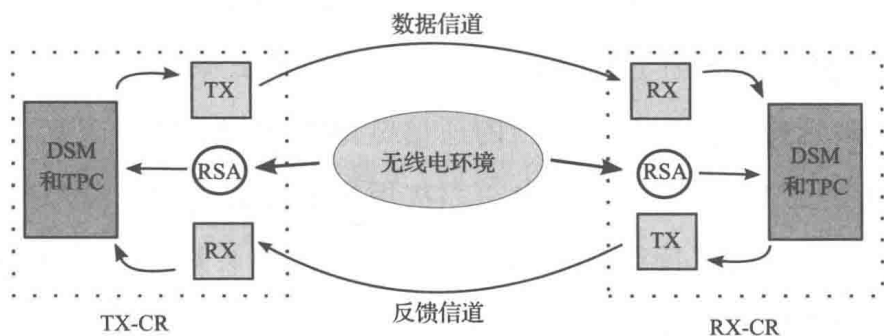 数据信道
TX
RX
DSM
和TPC
RSA
无线电环境
RSA
DSM
和TPC
RX
TX
反馈信道
TX-CR
RX-CR